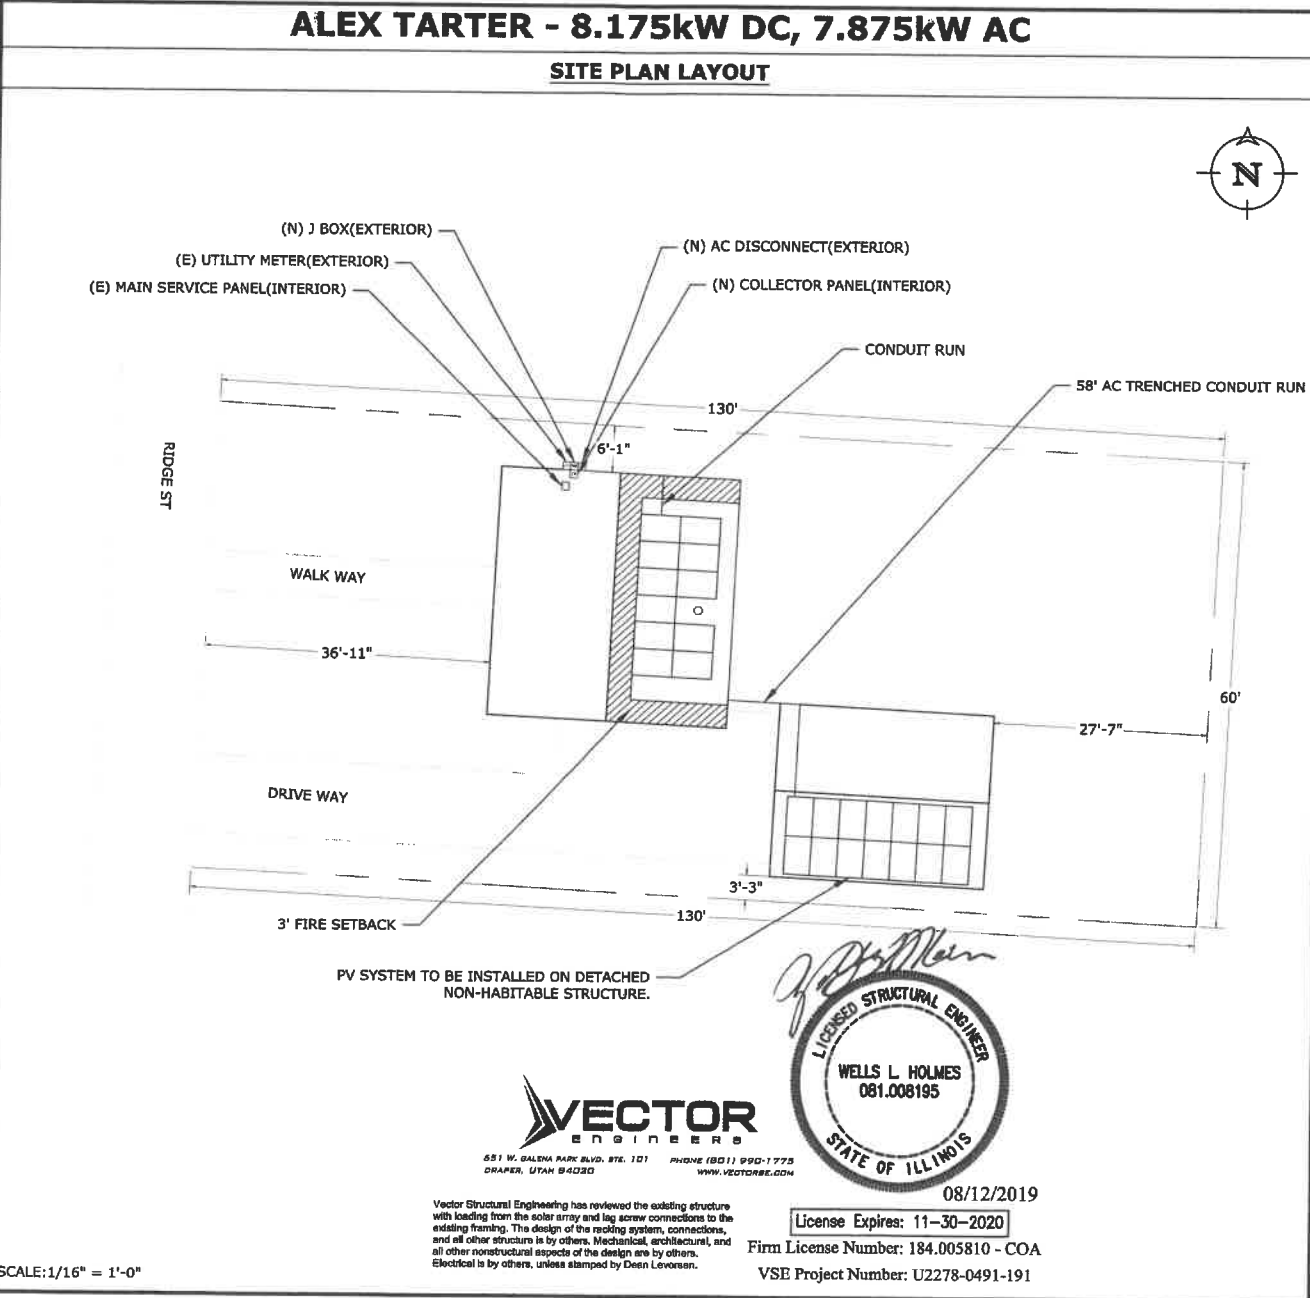 ALEX TARTER - 8.175kW DC, 7.875kW AC
SITE PLAN LAYOUT
N
(N) J BOX(EXTERIOR)
(E) UTILITY METER(EXTERIOR)
(E) MAIN SERVICE PANEL(INTERIOR)
(N) AC DISCONNECT(EXTERIOR)
(N) COLLECTOR PANEL(INTERIOR)
CONDUIT RUN
58' AC TRENCHED CONDUIT RUN
130'
6'-1"
RIDGE ST
WALK WAY
36'-11"
60'
27'-7"
DRIVE WAY
3'-3"
130'
3' FIRE SETBACK
PV SYSTEM TO BE INSTALLED ON DETACHED
NON-HABITABLE STRUCTURE.
LICENSED STRUCTURAL ENGINEER
WELLS L. HOLMES
081.008195
STATE OF ILLINOIS
VECTOR
ENGINEERS
651 W. GALENA PARK BLVD. STE. 101 PHONE (801) 990-1775
DRAPER, UTAH 84020 WWW.VECTORSE.COM
08/12/2019
Vector Structural Engineering has reviewed the existing structure
with loading from the solar array and lag screw connections to the
existing framing. The design of the racking system, connections,
and all other structure is by others. Mechanical, architectural, and
all other nonstructural aspects of the design are by others.
Electrical is by others, unless stamped by Dean Levorsen.
License Expires: 11-30-2020
Firm License Number: 184.005810 - COA
VSE Project Number: U2278-0491-191
SCALE:1/16" = 1'-0"